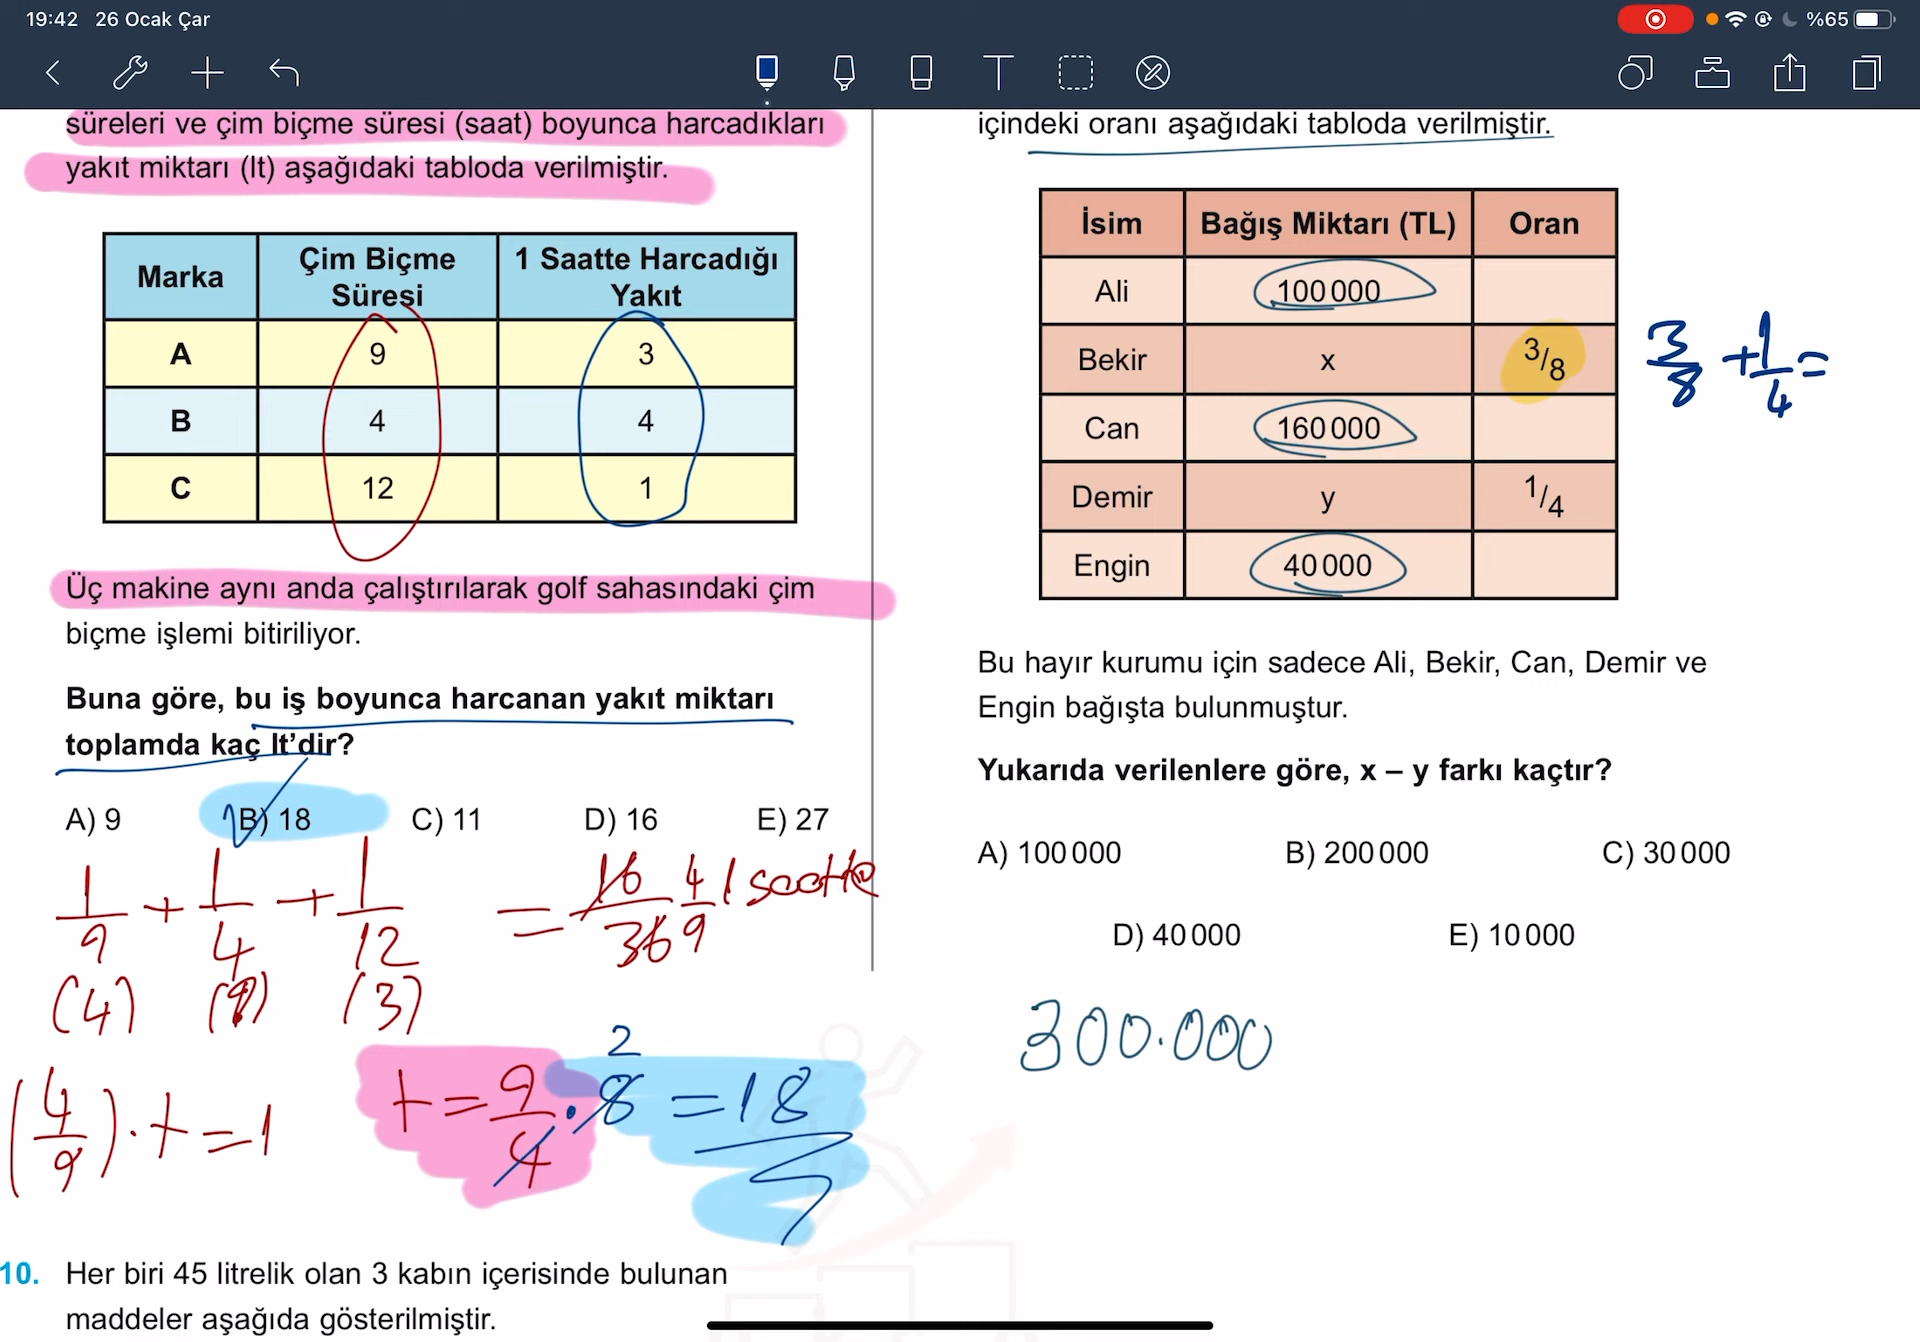 19:42 26 Ocak Çar
%65
süreleri ve çim biçme süresi (saat) boyunca harcadıkları
yakıt miktarı (lt) aşağıdaki tabloda verilmiştir.
Marka Çim Biçme Süresi 1 Saatte Harcadığı Yakıt
A 9 3
B 4 4
C 12 1
Üç makine aynı anda çalıştırılarak golf sahasındaki çim
biçme işlemi bitiriliyor.
Buna göre, bu iş boyunca harcanan yakıt miktarı
toplamda kaç lt'dir?
A) 9 B) 18 C) 11 D) 16 E) 27
1/9 + 1/4 + 1/12 = 16/36 4/9 1 saatte
(4) (9) (3)
(4/9) . t = 1
t = 9/4 . 8 = 18
2
10. Her biri 45 litrelik olan 3 kabın içerisinde bulunan
maddeler aşağıda gösterilmiştir.
içindeki oranı aşağıdaki tabloda verilmiştir.
İsim Bağış Miktarı (TL) Oran
Ali 100 000
Bekir x 3/8
Can 160 000
Demir y 1/4
Engin 40 000
3/8 + 1/4 =
Bu hayır kurumu için sadece Ali, Bekir, Can, Demir ve
Engin bağışta bulunmuştur.
Yukarıda verilenlere göre, x – y farkı kaçtır?
A) 100 000 B) 200 000 C) 30 000
D) 40 000 E) 10 000
300.000